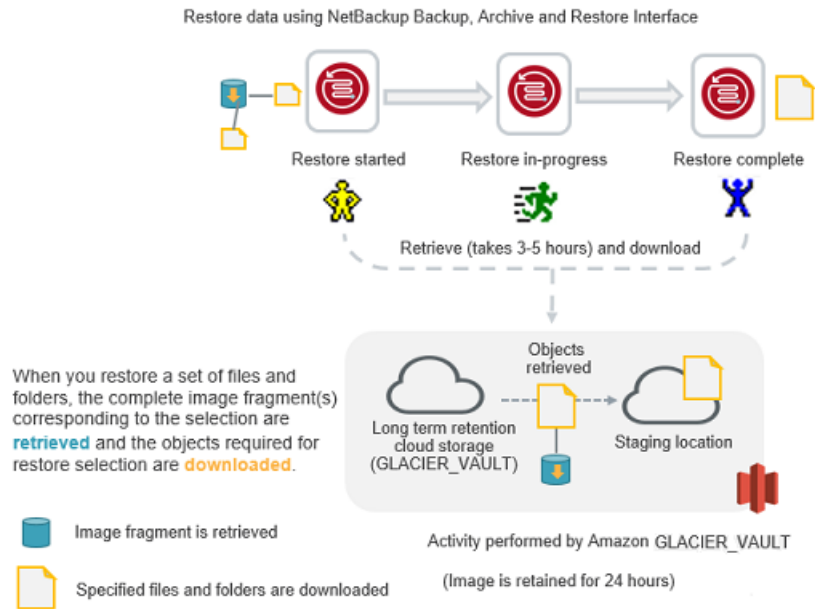 Restore data using NetBackup Backup, Archive and Restore Interface
Restore started
Restore in-progress
Restore complete
Retrieve (takes 3-5 hours) and download
When you restore a set of files and
folders, the complete image fragment(s)
corresponding to the selection are
retrieved and the objects required for
restore selection are downloaded.
Objects
retrieved
Long term retention
cloud storage
(GLACIER_VAULT)
Staging location
Image fragment is retrieved
Specified files and folders are downloaded
Activity performed by Amazon GLACIER_VAULT
(Image is retained for 24 hours)